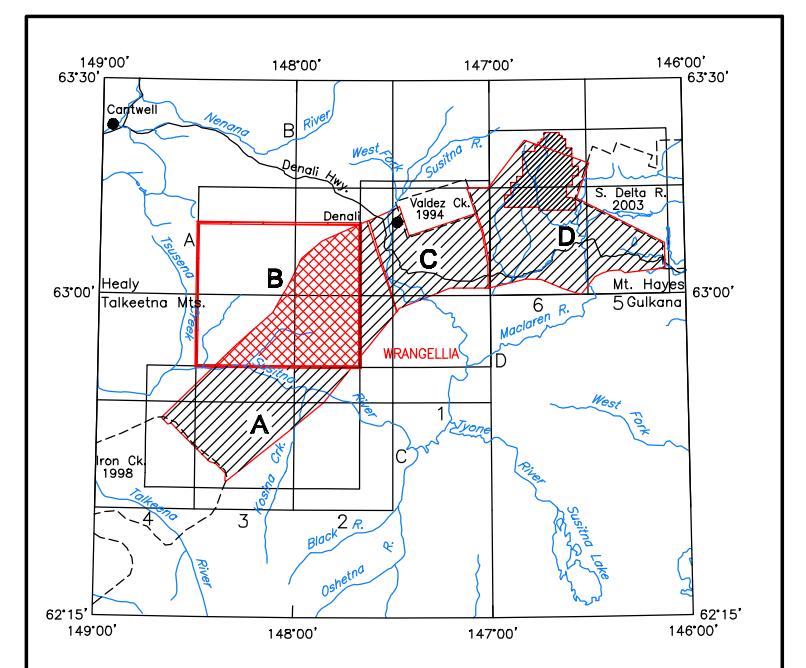 149°00'
148°00'
147°00'
146°00'
63°30'
63°30'
Cantwell
Nenana
River
B
West Fork
Susitna R.
Denali Hwy.
Valdez Ck.
1994
S. Delta R.
2003
Denali
A
Tsusena
Creek
B
C
D
Healy
Talkeetna Mts.
63°00'
63°00'
Mt. Hayes
Gulkana
6
5
Maclaren R.
WRANGELLIA
D
Susitna
River
A
1
Tyone
River
West
Fork
C
Iron Ck.
1998
Kosina Crk.
Talkeetna
River
4
3
2
Black R.
Oshetna
R.
Susitna Lake
62°15'
62°15'
149°00'
148°00'
147°00'
146°00'